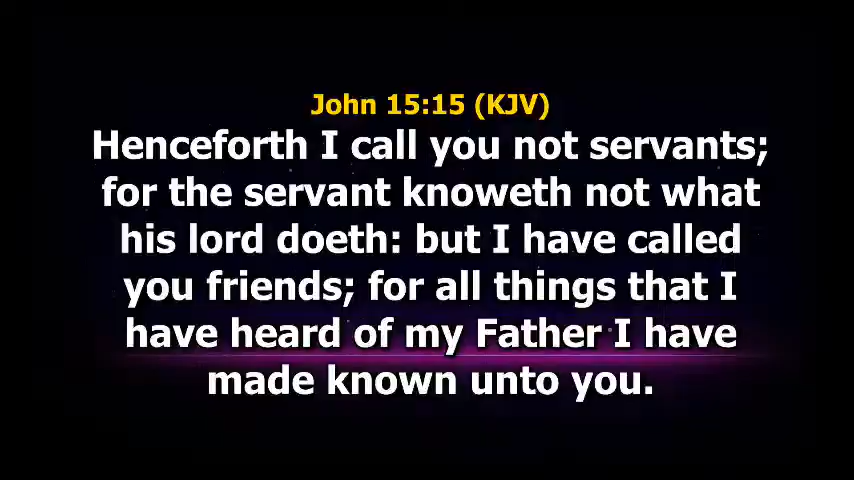 John 15:15 (KJV)
Henceforth I call you not servants;
for the servant knoweth not what
his lord doeth: but I have called
you friends; for all things that I
have heard of my Father I have
made known unto you.